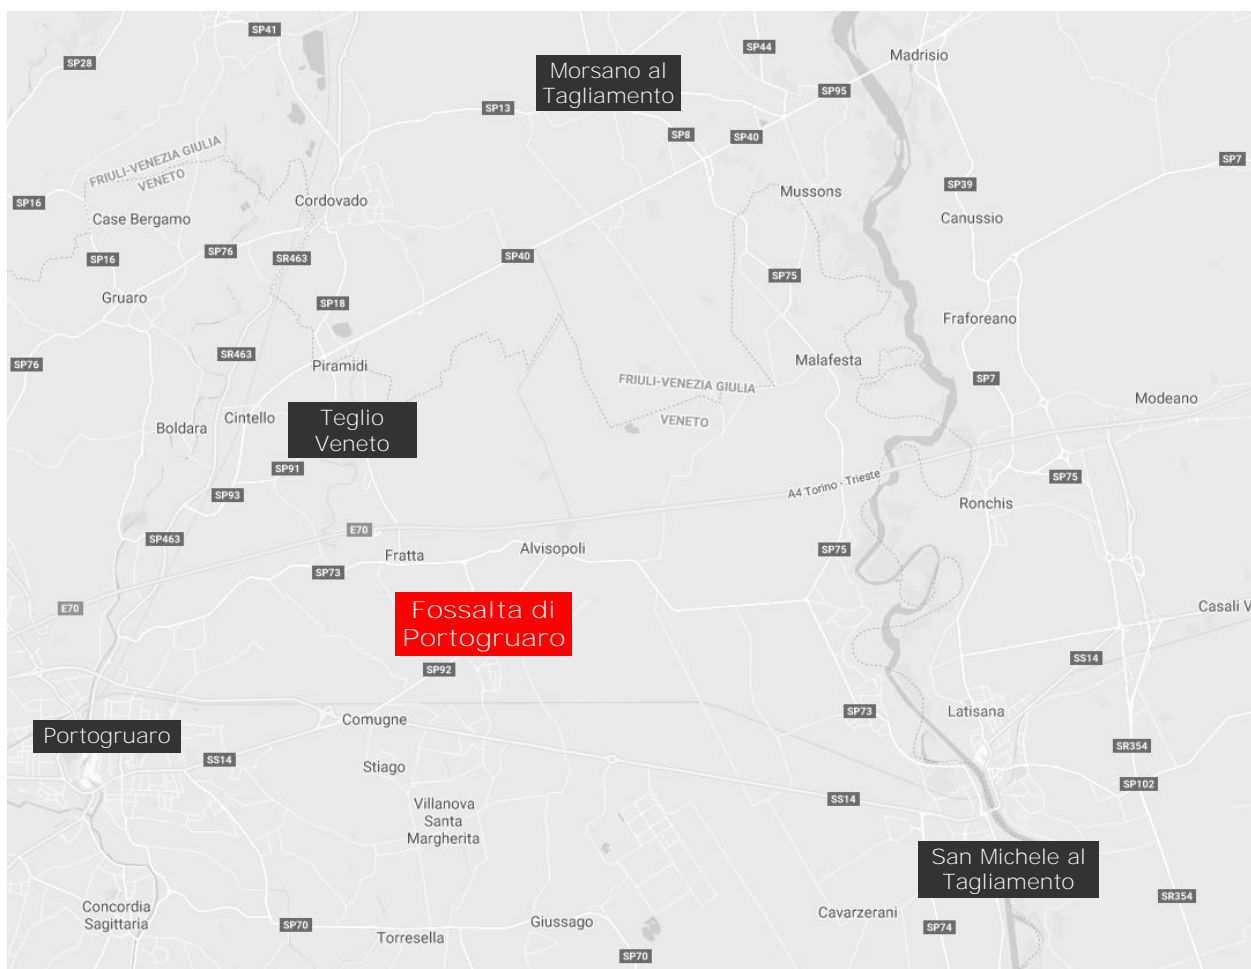 SP41
SP28
Morsano al
Tagliamento
SP44
Madrisio
SP95
SP13
SP8
SP40
FRIULI-VENEZIA GIULIA
VENETO
SP7
SP16
Cordovado
Mussons
SP39
Case Bergamo
Canussio
SP76
SR463
SP40
SP16
SP75
Gruaro
SP18
Fraforeano
SR463
SP76
Piramidi
Malafesta
FRIULI-VENEZIA GIULIA
SP7
VENETO
Modeano
Teglio
Veneto
Cintello
Boldara
SP91
SP93
A4 Torino - Trieste
SP75
Ronchis
E70
SP463
Fratta
Alvisopoli
SP75
SP73
E70
Fossalta di
Portogruaro
Casali V
SP92
SS14
Portogruaro
Comugne
SP73
Latisana
SS14
SR354
Stiago
SP102
Villanova
Santa
Margherita
SS14
San Michele al
Tagliamento
SR354
Concordia
Sagittaria
SP70
Torresella
Giussago
Cavarzerani
SP74
SP70